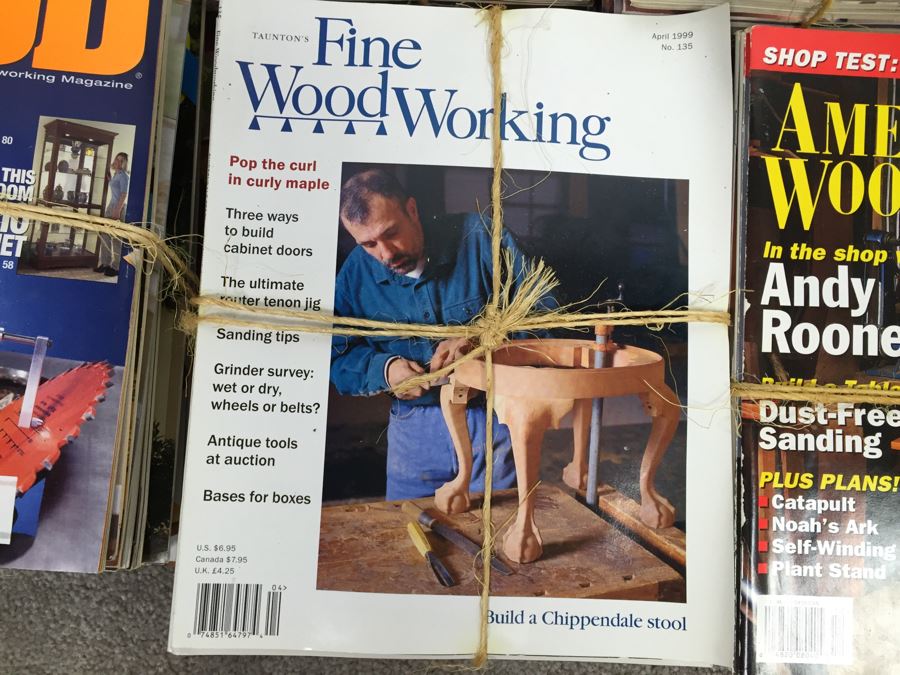 working Magazine®
80
THIS
58
TAUNTON'S
Fine
WoodWorking
April 1999
No. 135
Pop the curl
in curly maple
Three ways
to build
cabinet doors
The ultimate
router tenon jig
Sanding tips
Grinder survey:
wet or dry,
wheels or belts?
Antique tools
at auction
Bases for boxes
U.S. $6.95
Canada $7.95
U.K. £4.25
04>
0 74851 64797 4
Build a Chippendale stool
SHOP TEST:
AME
WOO
In the shop
Andy
Roone
Dust-Free
Sanding
PLUS PLANS!
Catapult
Noah's Ark
Self-Winding
Plant Stand